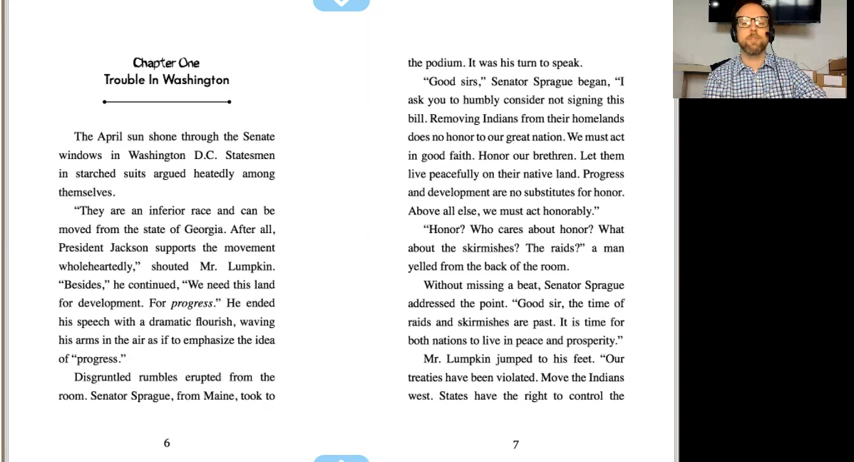 Chapter One
Trouble In Washington
The April sun shone through the Senate
windows in Washington D.C. Statesmen
in starched suits argued heatedly among
themselves.
“They are an inferior race and can be
moved from the state of Georgia. After all,
President Jackson supports the movement
wholeheartedly,” shouted Mr. Lumpkin.
“Besides,” he continued, “We need this land
for development. For progress.” He ended
his speech with a dramatic flourish, waving
his arms in the air as if to emphasize the idea
of “progress.”
Disgruntled rumbles erupted from the
room. Senator Sprague, from Maine, took to
6
the podium. It was his turn to speak.
“Good sirs,” Senator Sprague began, “I
ask you to humbly consider not signing this
bill. Removing Indians from their homelands
does no honor to our great nation. We must act
in good faith. Honor our brethren. Let them
live peacefully on their native land. Progress
and development are no substitutes for honor.
Above all else, we must act honorably.”
“Honor? Who cares about honor? What
about the skirmishes? The raids?” a man
yelled from the back of the room.
Without missing a beat, Senator Sprague
addressed the point. “Good sir, the time of
raids and skirmishes are past. It is time for
both nations to live in peace and prosperity.”
Mr. Lumpkin jumped to his feet. “Our
treaties have been violated. Move the Indians
west. States have the right to control the
7